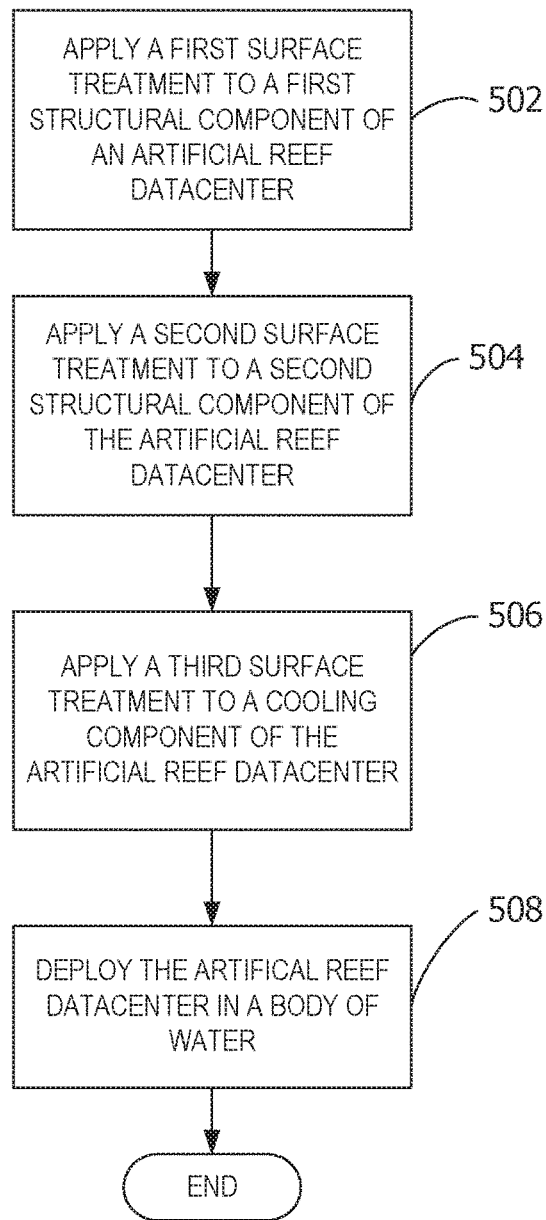 APPLY A FIRST SURFACE
TREATMENT TO A FIRST
STRUCTURAL COMPONENT OF
AN ARTIFICIAL REEF
DATACENTER
502
APPLY A SECOND SURFACE
TREATMENT TO A SECOND
STRUCTURAL COMPONENT OF
THE ARTIFICIAL REEF
DATACENTER
504
APPLY A THIRD SURFACE
TREATMENT TO A COOLING
COMPONENT OF THE
ARTIFICIAL REEF DATACENTER
506
DEPLOY THE ARTIFICAL REEF
DATACENTER IN A BODY OF
WATER
508
END